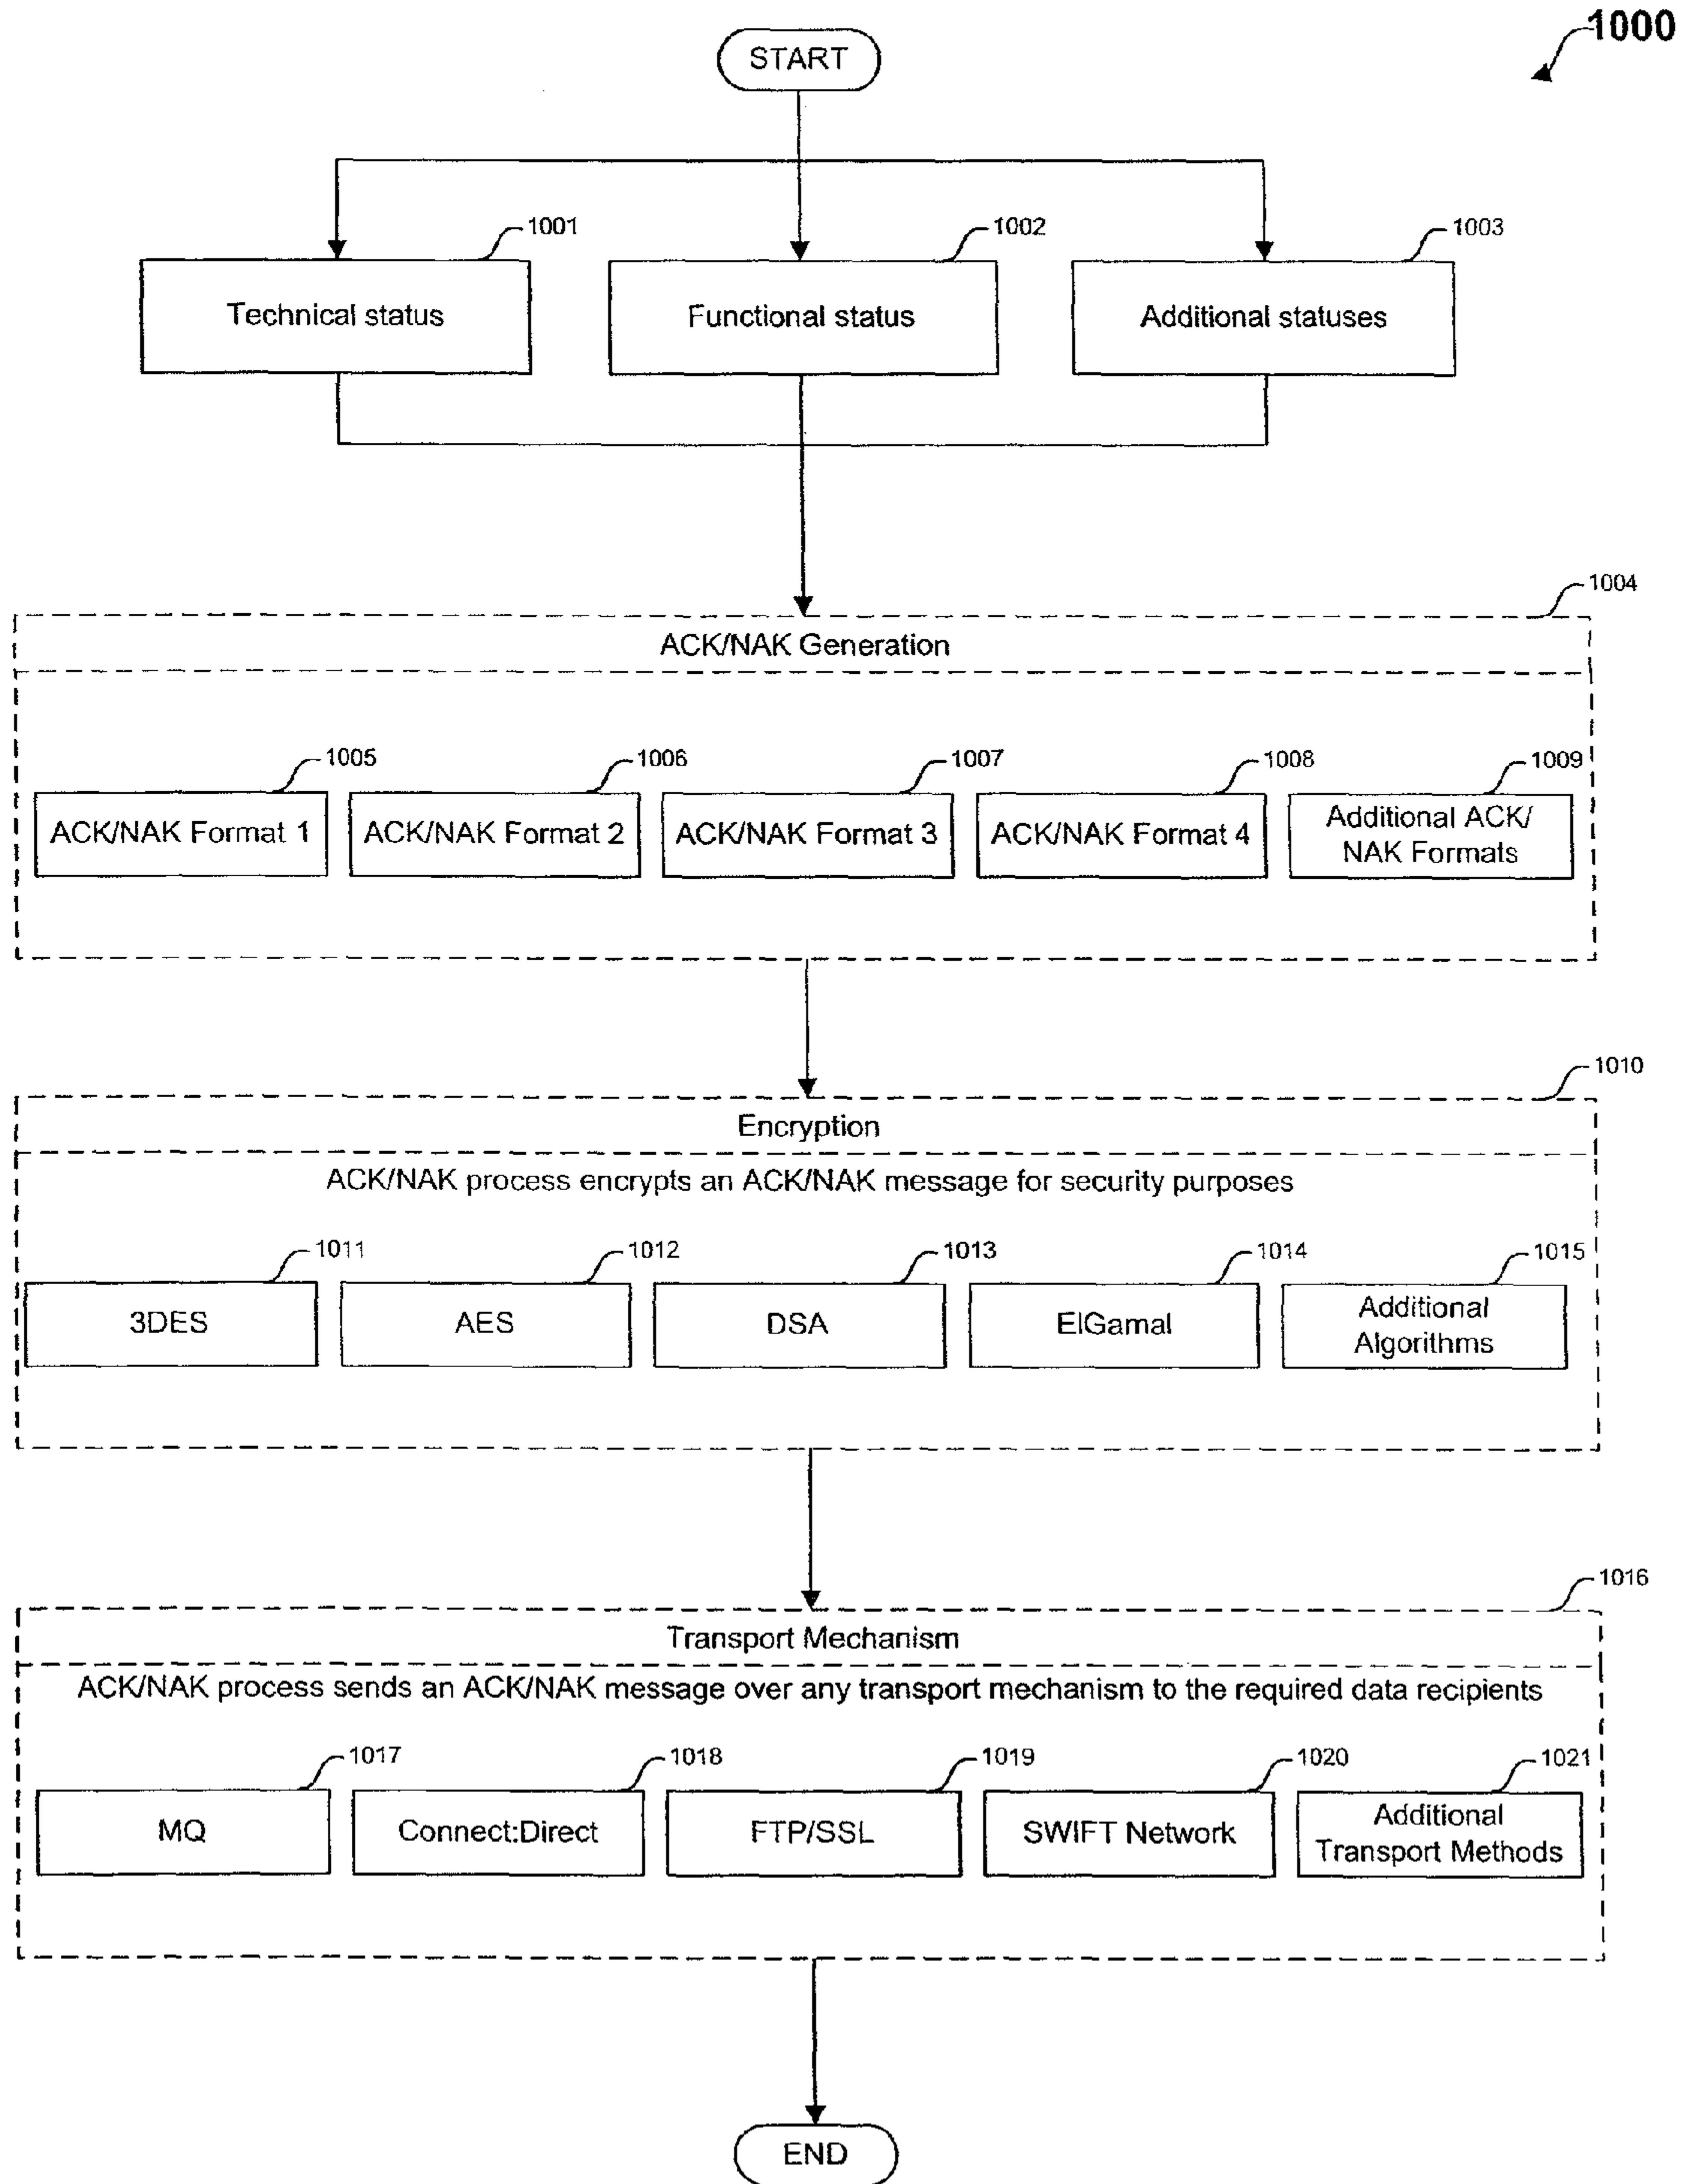 1000
START
1001
1002
1003
Technical status
Functional status
Additional statuses
1004
ACK/NAK Generation
1005
1006
1007
1008
1009
ACK/NAK Format 1
ACK/NAK Format 2
ACK/NAK Format 3
ACK/NAK Format 4
Additional ACK/
NAK Formats
1010
Encryption
ACK/NAK process encrypts an ACK/NAK message for security purposes
1011
1012
1013
1014
1015
3DES
AES
DSA
ElGamal
Additional
Algorithms
1016
Transport Mechanism
ACK/NAK process sends an ACK/NAK message over any transport mechanism to the required data recipients
1017
1018
1019
1020
1021
MQ
Connect:Direct
FTP/SSL
SWIFT Network
Additional
Transport Methods
END